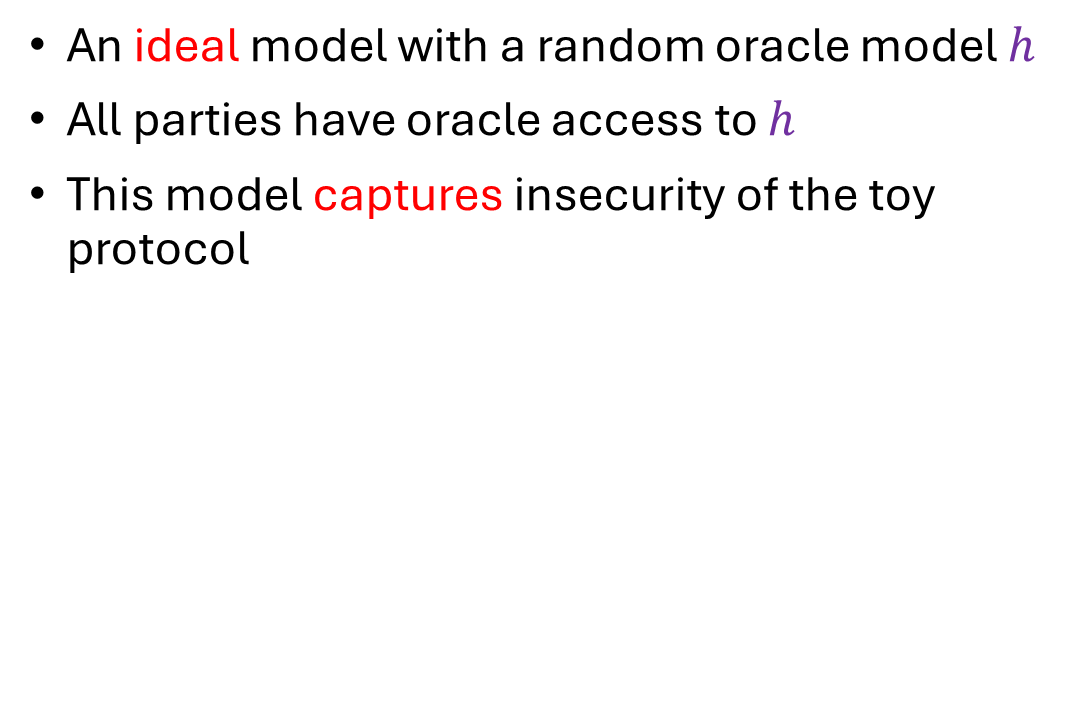 • An ideal model with a random oracle model ℎ
• All parties have oracle access to ℎ
• This model captures insecurity of the toy
protocol